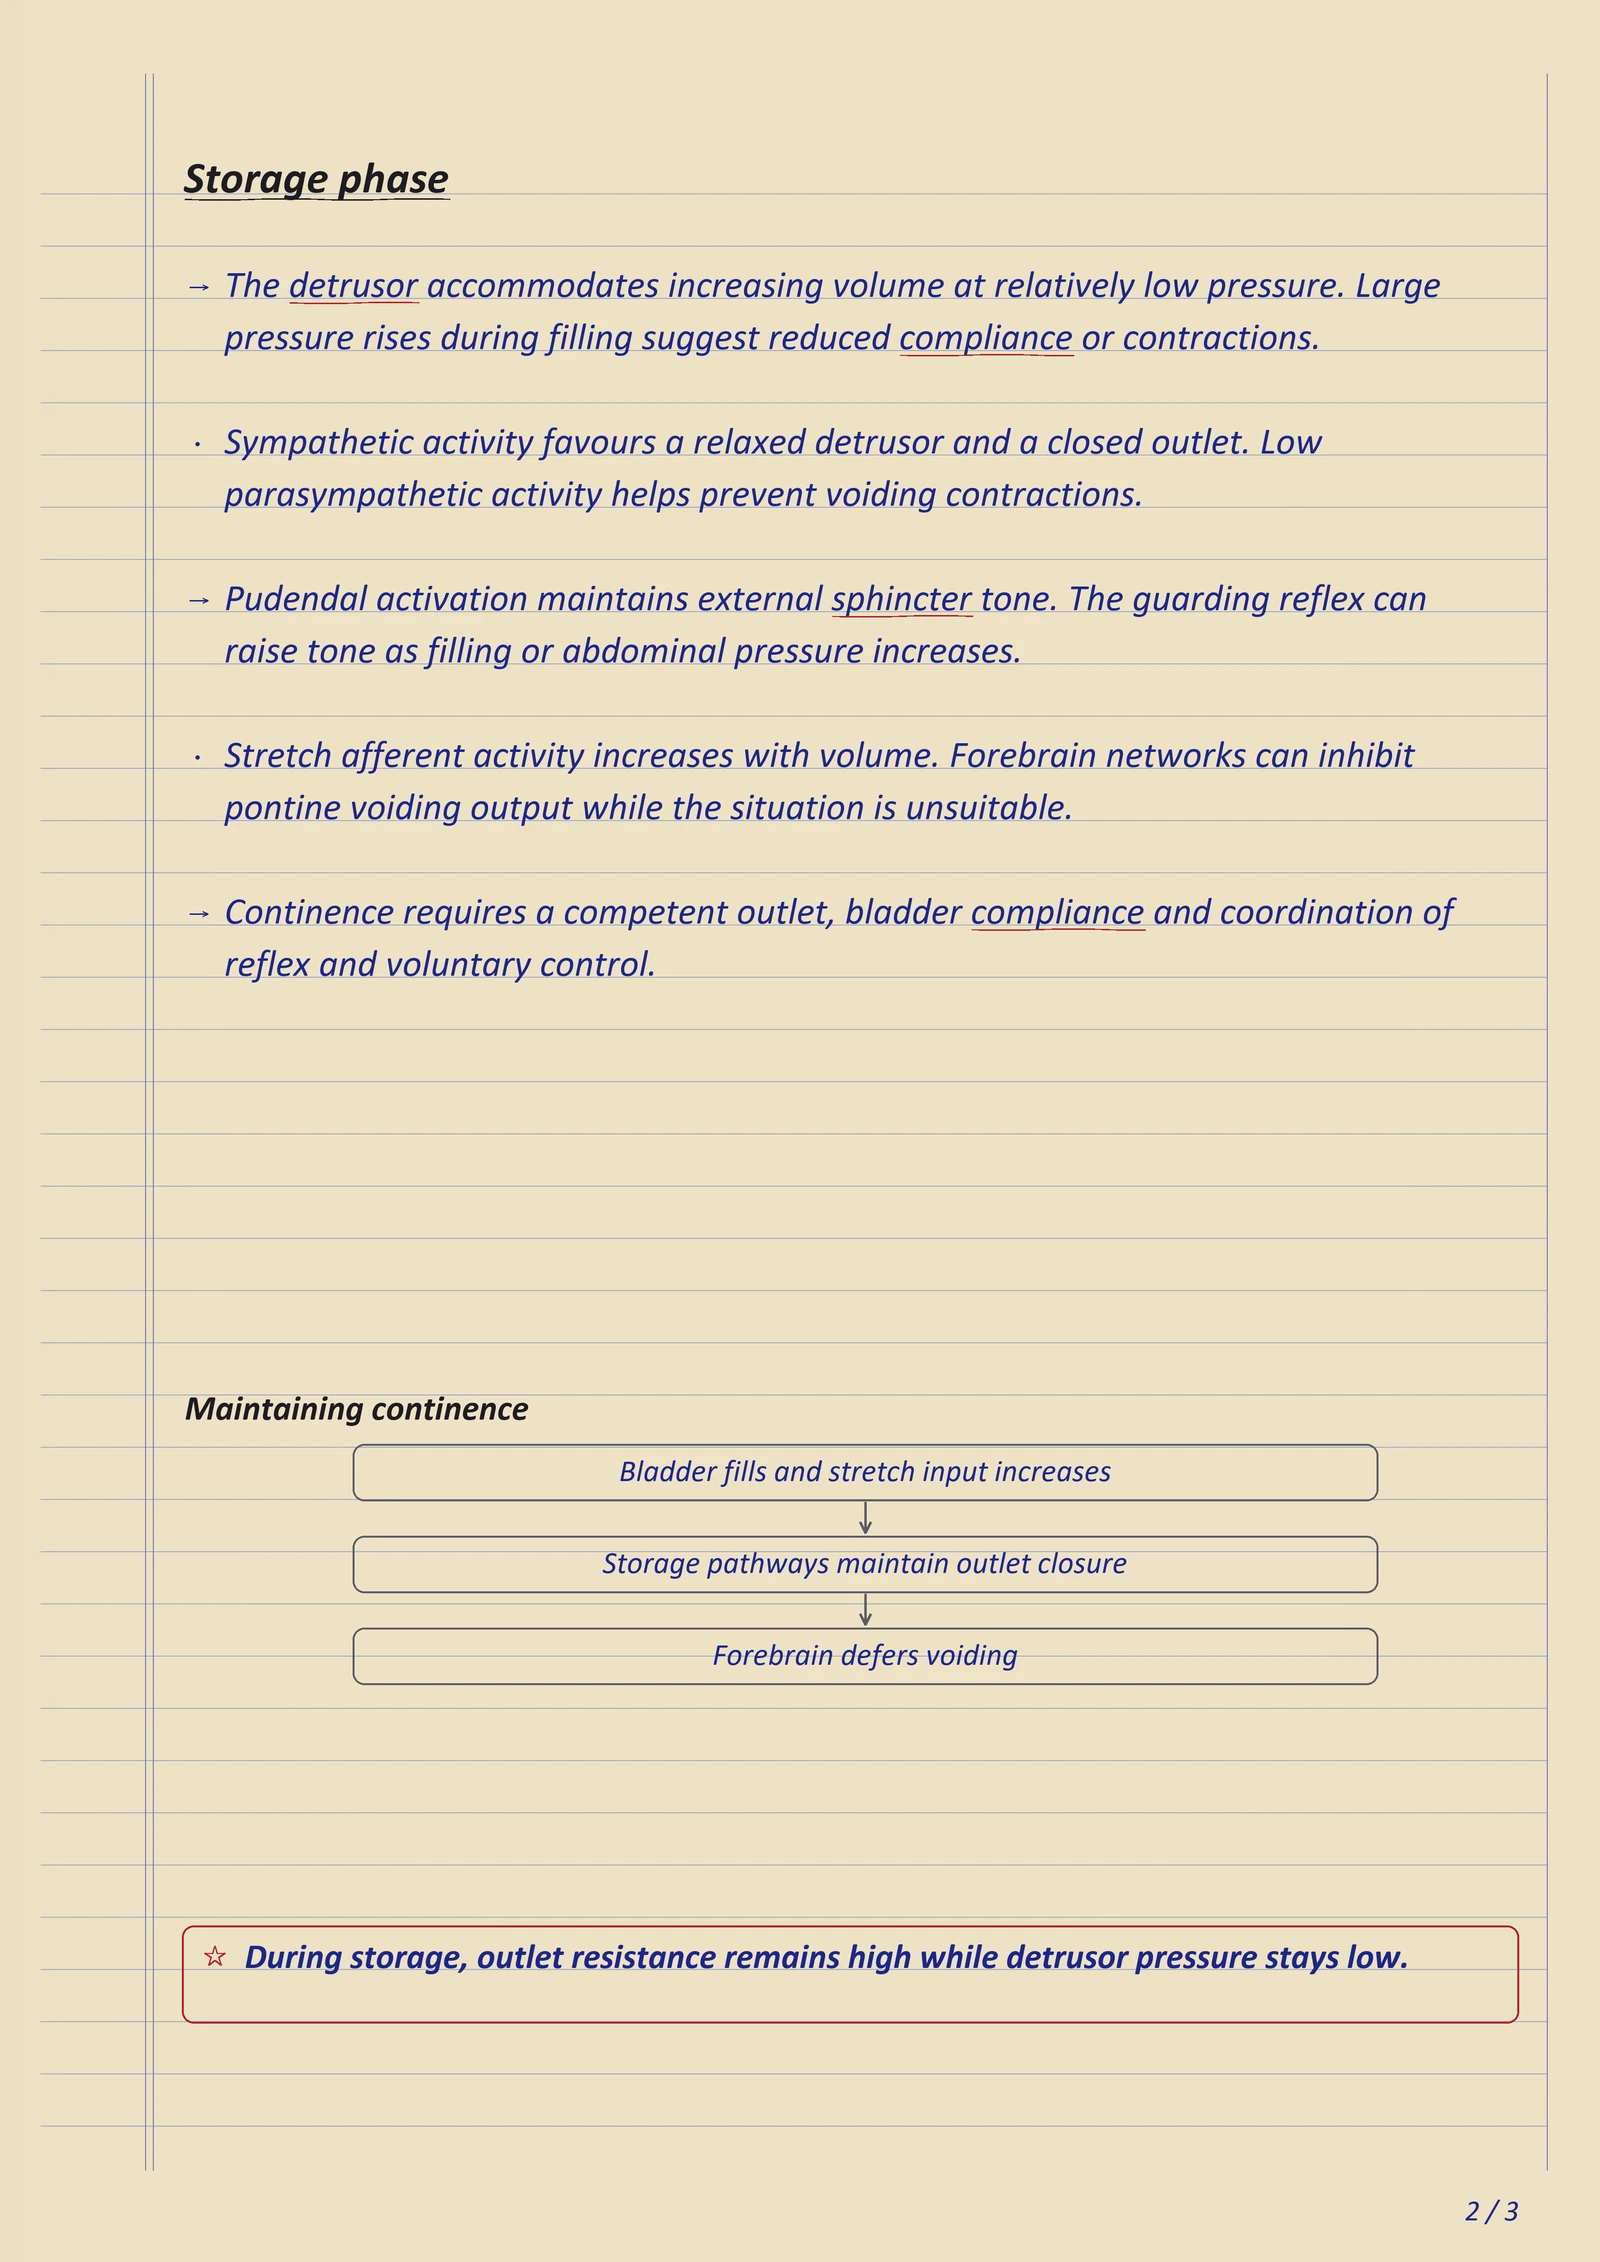 Storage phase
→ The detrusor accommodates increasing volume at relatively low pressure. Large
pressure rises during filling suggest reduced compliance or contractions.
· Sympathetic activity favours a relaxed detrusor and a closed outlet. Low
parasympathetic activity helps prevent voiding contractions.
→ Pudendal activation maintains external sphincter tone. The guarding reflex can
raise tone as filling or abdominal pressure increases.
· Stretch afferent activity increases with volume. Forebrain networks can inhibit
pontine voiding output while the situation is unsuitable.
→ Continence requires a competent outlet, bladder compliance and coordination of
reflex and voluntary control.
Maintaining continence
Bladder fills and stretch input increases
Storage pathways maintain outlet closure
Forebrain defers voiding
☆ During storage, outlet resistance remains high while detrusor pressure stays low.
2 / 3